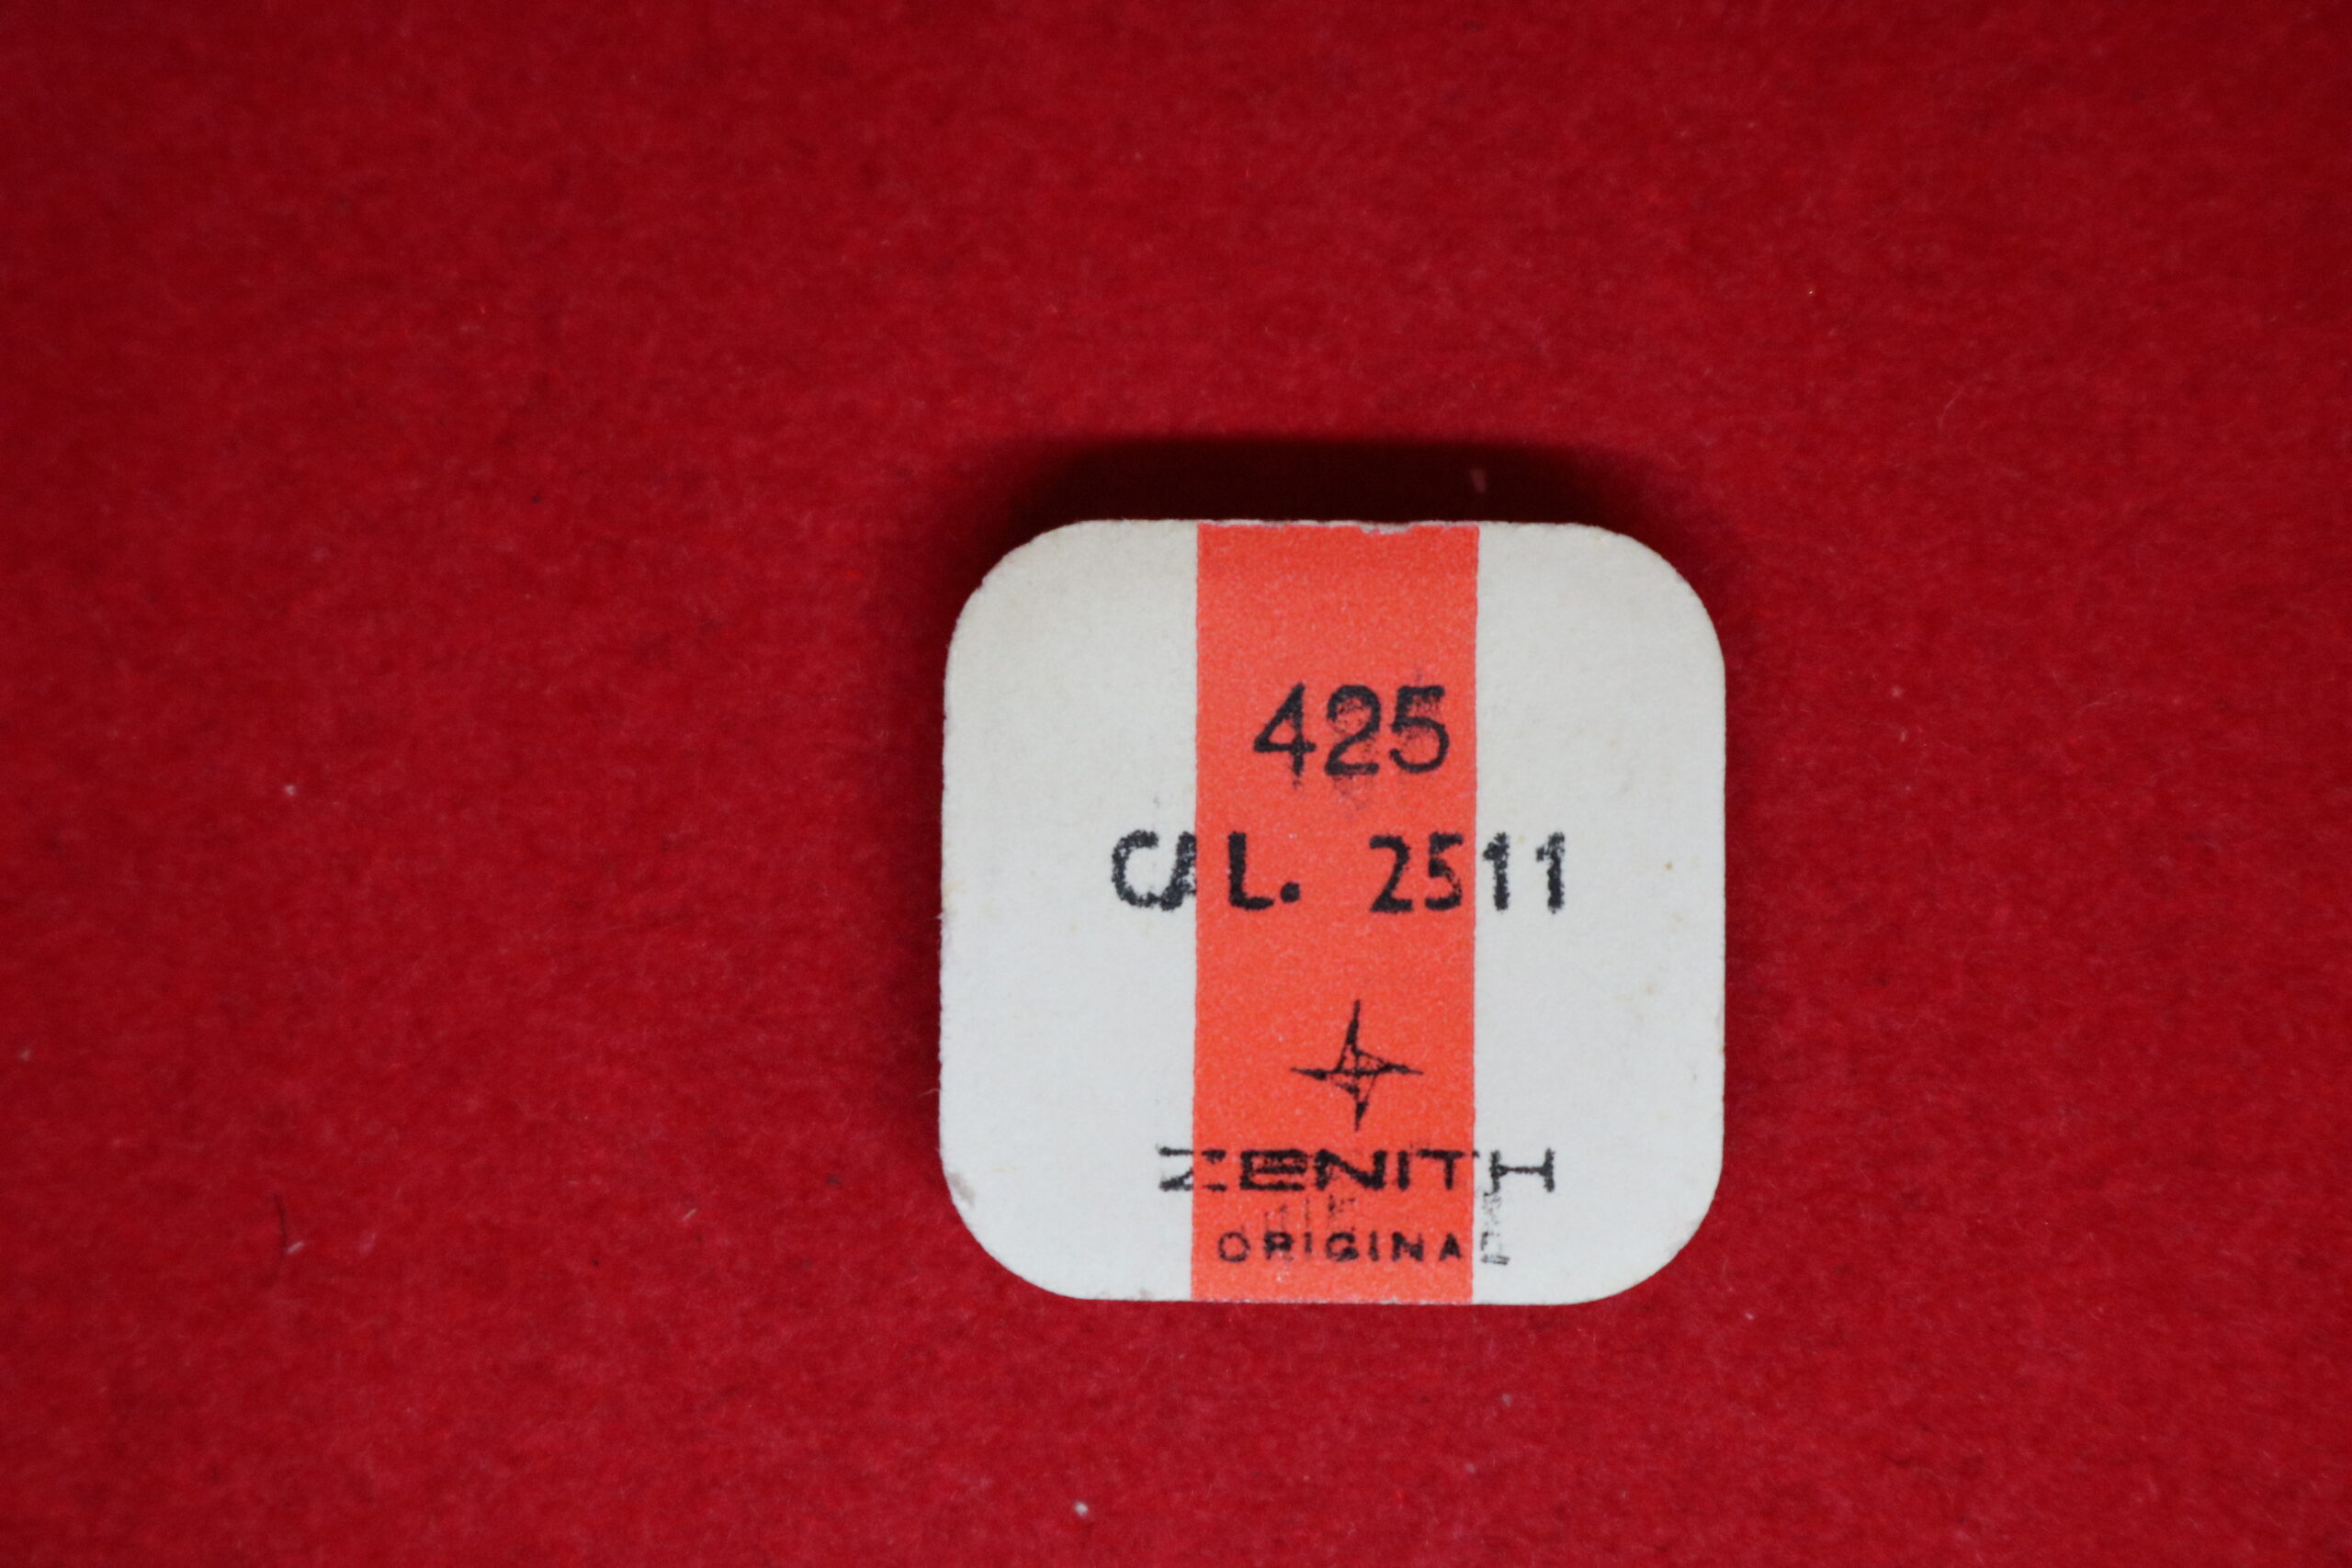 425
CAL. 2511
ZENITH
ORIGINAL